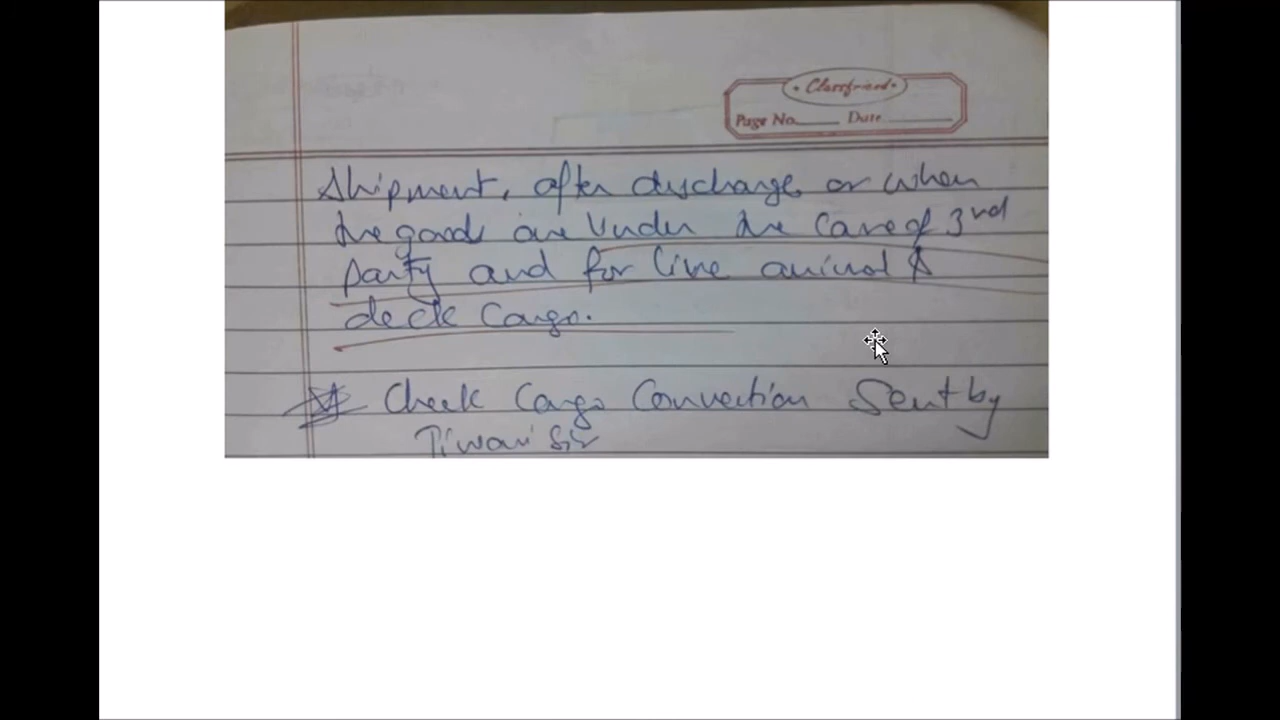 Classfriend
Page No. Date
Shipment, after discharge or when
the goods are Under the Care of 3rd
party and for live animal &
deck Cargo.
Check Cargo Convection Sent by
Tiwari Sir